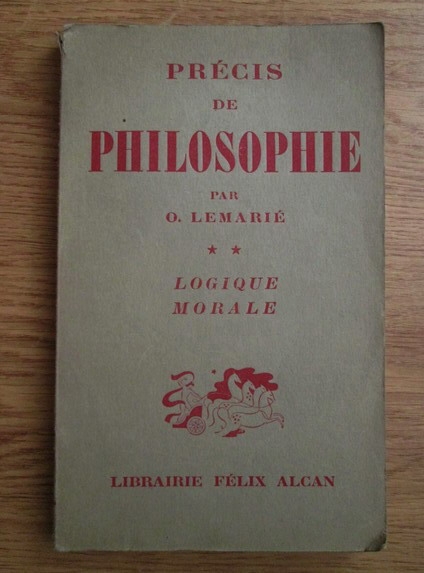 PRÉCIS
DE
PHILOSOPHIE
PAR
O. LEMARIÉ
★ ★
LOGIQUE
MORALE
LIBRAIRIE FÉLIX ALCAN